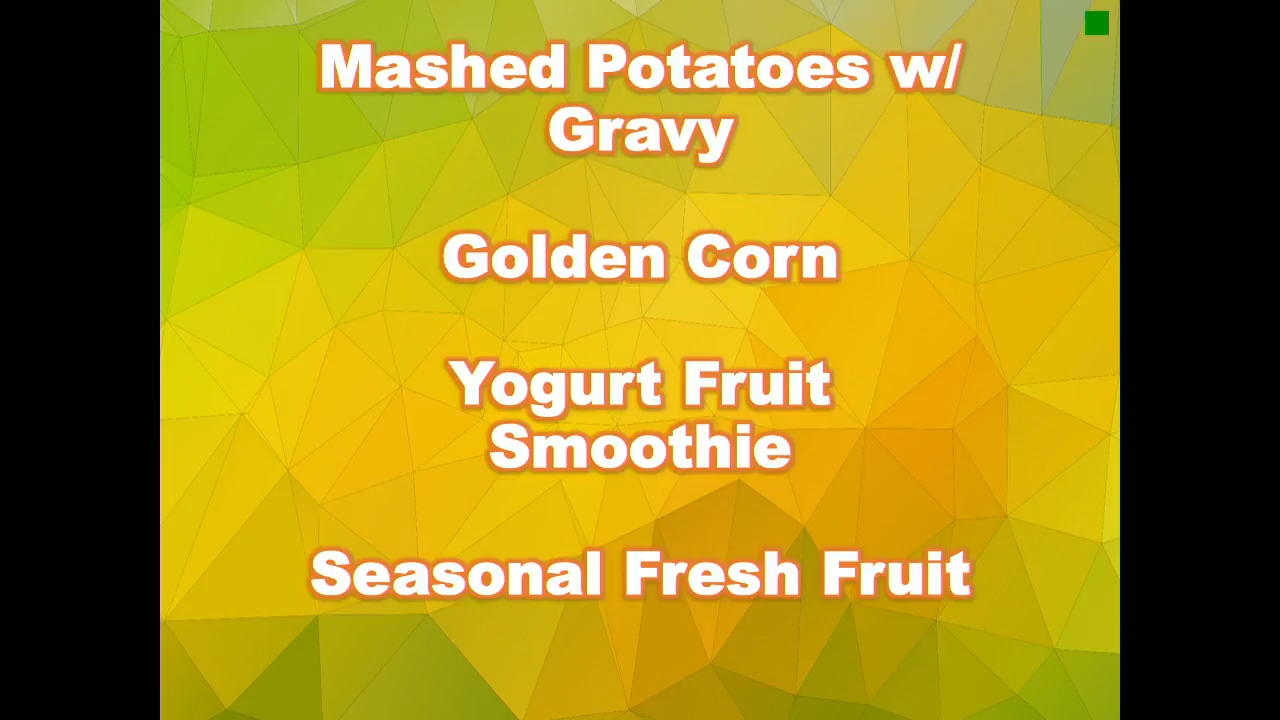 Mashed Potatoes w/
Gravy
Golden Corn
Yogurt Fruit
Smoothie
Seasonal Fresh Fruit